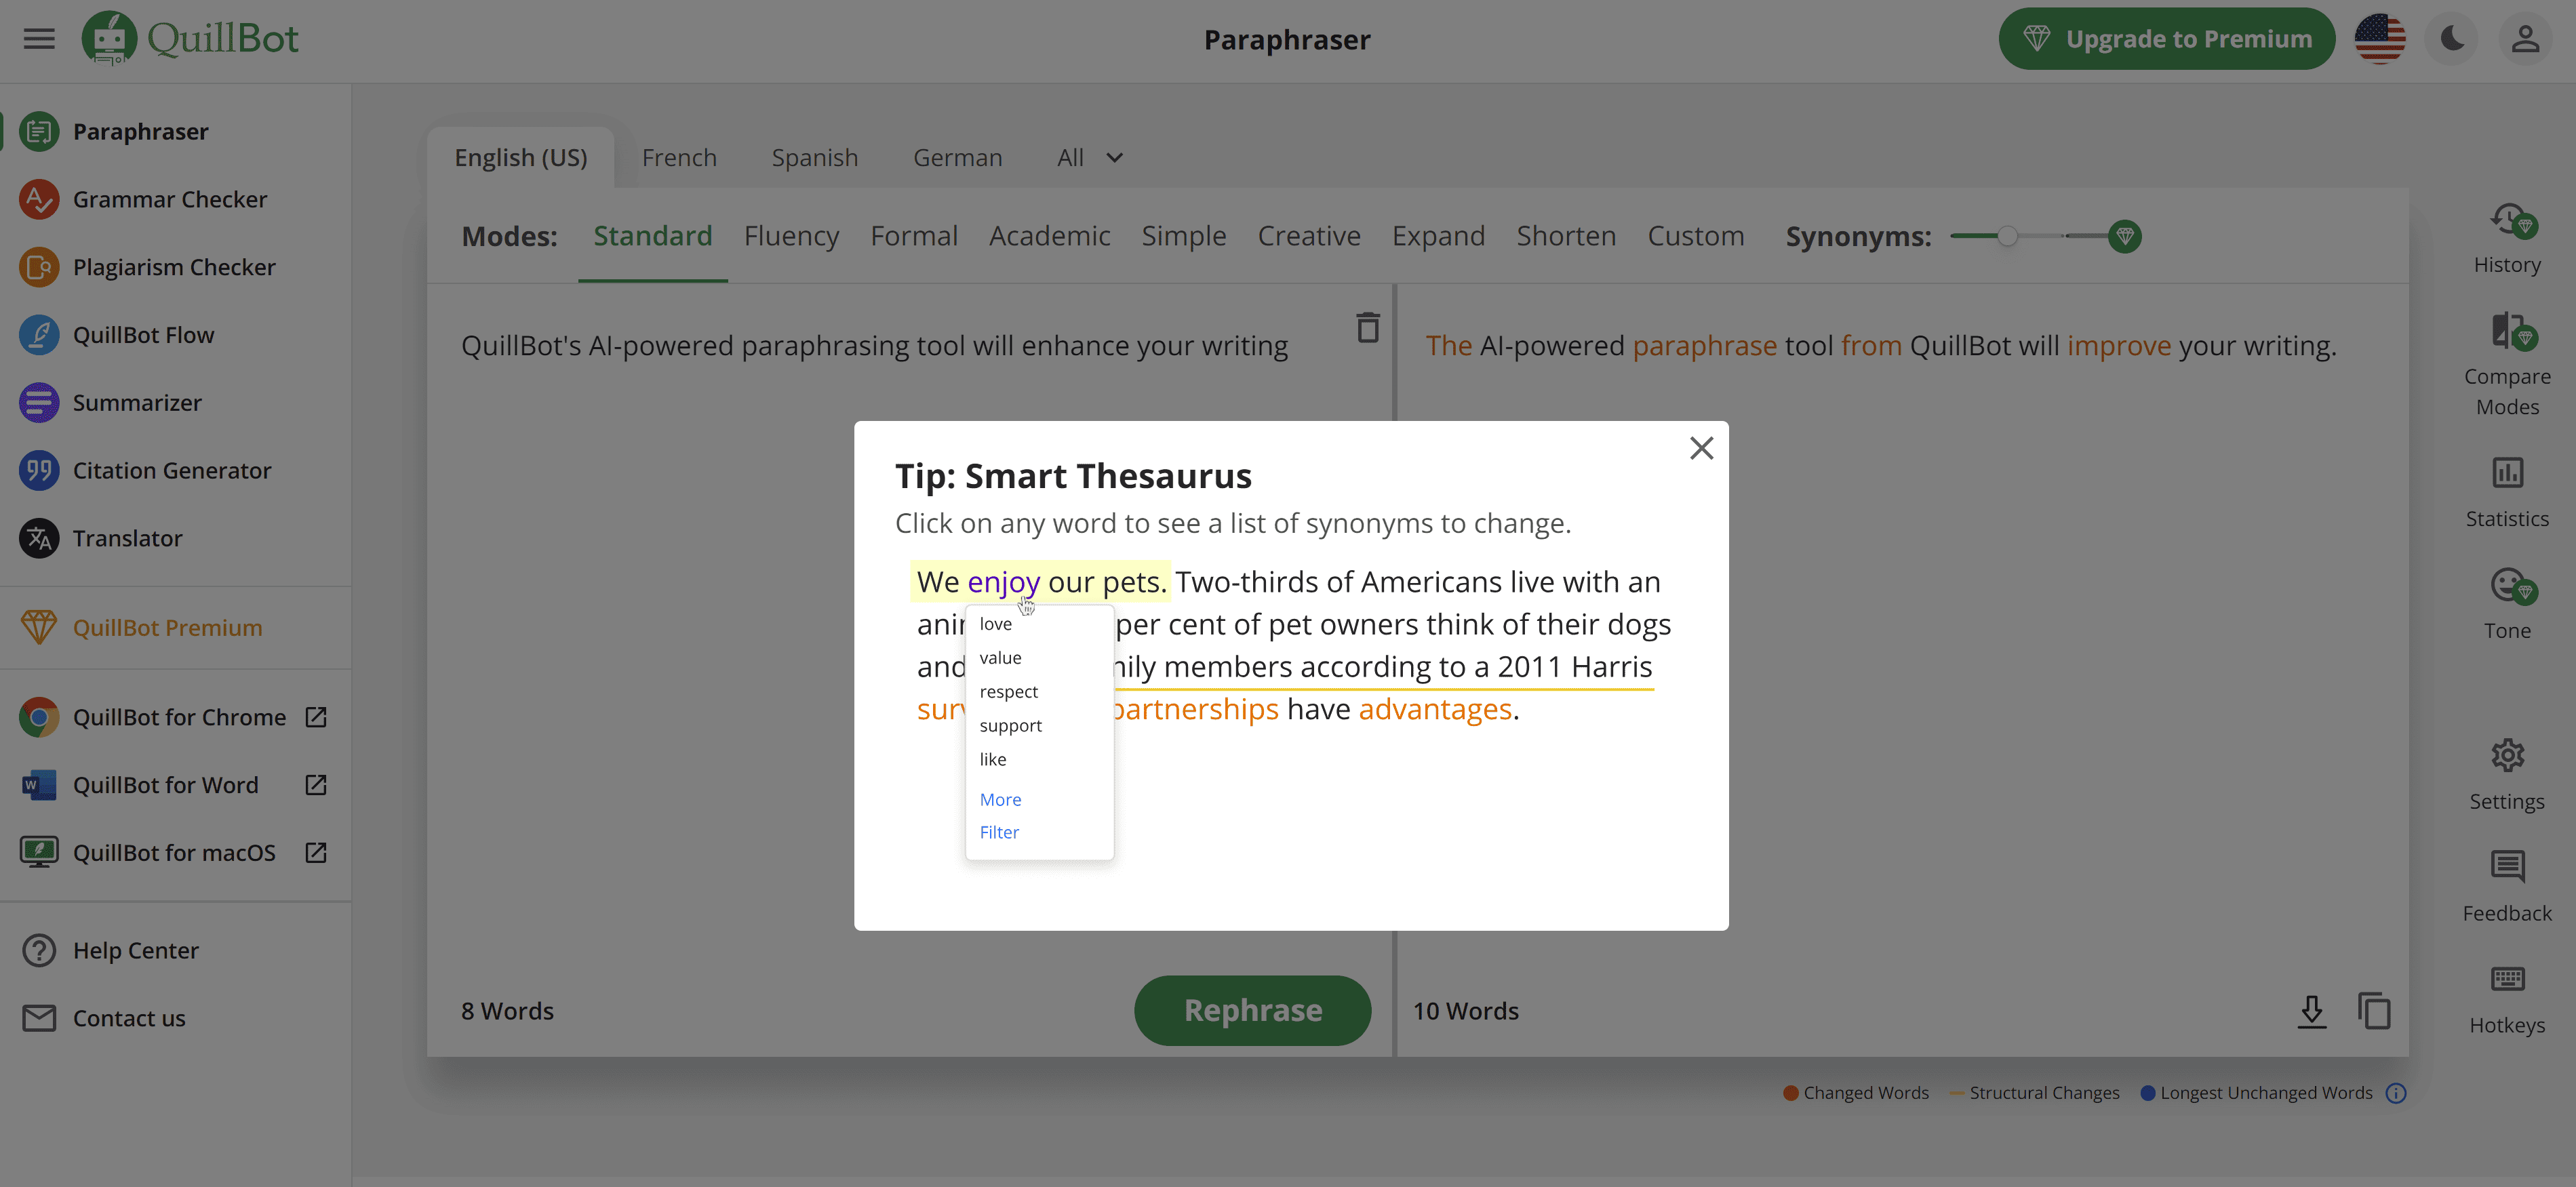 QuillBot
Paraphraser
Upgrade to Premium
Paraphraser
Grammar Checker
Plagiarism Checker
QuillBot Flow
Summarizer
Citation Generator
Translator
QuillBot Premium
QuillBot for Chrome
QuillBot for Word
QuillBot for macOS
Help Center
Contact us
English (US) French Spanish German All
Modes: Standard Fluency Formal Academic Simple Creative Expand Shorten Custom Synonyms:
QuillBot's AI-powered paraphrasing tool will enhance your writing
8 Words
Rephrase
The AI-powered paraphrase tool from QuillBot will improve your writing.
10 Words
Tip: Smart Thesaurus
Click on any word to see a list of synonyms to change.
We enjoy our pets. Two-thirds of Americans live with an
per cent of pet owners think of their dogs
members according to a 2011 Harris
partnerships have advantages.
love
value
respect
support
like
More
Filter
Changed Words Structural Changes Longest Unchanged Words
History
Compare
Modes
Statistics
Tone
Settings
Feedback
Hotkeys